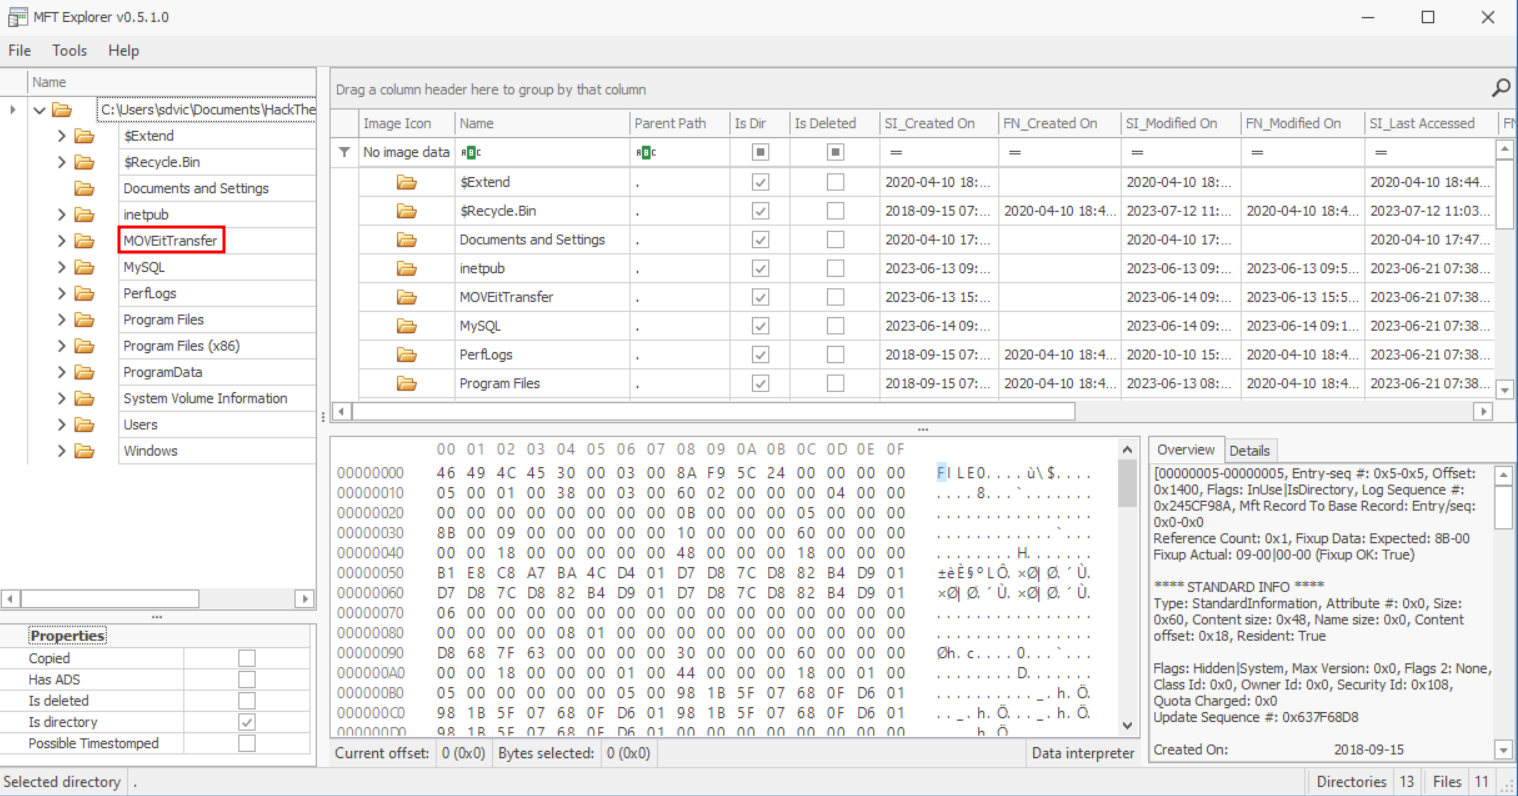 MFT Explorer v0.5.1.0
File Tools Help
Name
C:\Users\sdvic\Documents\HackThe
$Extend
$Recycle.Bin
Documents and Settings
inetpub
MOVEitTransfer
MySQL
PerfLogs
Program Files
Program Files (x86)
ProgramData
System Volume Information
Users
Windows
Properties
Copied
Has ADS
Is deleted
Is directory
Possible Timestomped
Drag a column header here to group by that column
Image Icon Name Parent Path Is Dir Is Deleted SI_Created On FN_Created On SI_Modified On FN_Modified On SI_Last Accessed FN
No image data ABC ABC = = = = =
$Extend . 2020-04-10 18:... 2020-04-10 18:... 2020-04-10 18:44...
$Recycle.Bin . 2018-09-15 07:... 2020-04-10 18:4... 2023-07-12 11:... 2020-04-10 18:4... 2023-07-12 11:03...
Documents and Settings . 2020-04-10 17:... 2020-04-10 17:... 2020-04-10 17:47...
inetpub . 2023-06-13 09:... 2023-06-13 09:... 2023-06-13 09:5... 2023-06-21 07:38...
MOVEitTransfer . 2023-06-13 15:... 2023-06-14 09:... 2023-06-13 15:5... 2023-06-21 07:38...
MySQL . 2023-06-14 09:... 2023-06-14 09:... 2023-06-14 09:1... 2023-06-21 07:38...
PerfLogs . 2018-09-15 07:... 2020-04-10 18:4... 2020-10-10 15:... 2020-04-10 18:4... 2023-06-21 07:38...
Program Files . 2018-09-15 07:... 2020-04-10 18:4... 2023-06-13 08:... 2020-04-10 18:4... 2023-06-21 07:38...
00 01 02 03 04 05 06 07 08 09 0A 0B 0C 0D 0E 0F
00000000 46 49 4C 45 30 00 03 00 8A F9 5C 24 00 00 00 00 FILE0....ù\$....
00000010 05 00 01 00 38 00 03 00 60 02 00 00 00 04 00 00 ....8...`.......
00000020 00 00 00 00 00 00 00 00 0B 00 00 00 05 00 00 00 ................
00000030 8B 00 09 00 00 00 00 00 10 00 00 00 60 00 00 00 ............`...
00000040 00 00 18 00 00 00 00 00 48 00 00 00 18 00 00 00 ........H.......
00000050 B1 E8 C8 A7 BA 4C D4 01 D7 D8 7C D8 82 B4 D9 01 ±èÈ§ºLÔ.×Ø|Ø.´Ù.
00000060 D7 D8 7C D8 82 B4 D9 01 D7 D8 7C D8 82 B4 D9 01 ×Ø|Ø.´Ù.×Ø|Ø.´Ù.
00000070 06 00 00 00 00 00 00 00 00 00 00 00 00 00 00 00 ................
00000080 00 00 00 00 08 01 00 00 00 00 00 00 00 00 00 00 ................
00000090 D8 68 7F 63 00 00 00 00 30 00 00 00 60 00 00 00 Øh.c....0...`...
000000A0 00 00 18 00 00 00 01 00 44 00 00 00 18 00 01 00 ........D.......
000000B0 05 00 00 00 00 00 05 00 98 1B 5F 07 68 0F D6 01 .........._.h.Ö.
000000C0 98 1B 5F 07 68 0F D6 01 98 1B 5F 07 68 0F D6 01 .._.h.Ö..._.h.Ö.
000000D0 98 1B 5F 07 68 0F D6 01 00 00 00 00 00 00 00 00
Current offset: 0 (0x0) Bytes selected: 0 (0x0) Data interpreter
Overview Details
[00000005-00000005, Entry-seq #: 0x5-0x5, Offset:
0x1400, Flags: InUse|IsDirectory, Log Sequence #:
0x245CF98A, Mft Record To Base Record: Entry/seq:
0x0-0x0
Reference Count: 0x1, Fixup Data: Expected: 8B-00
Fixup Actual: 09-00|00-00 (Fixup OK: True)
**** STANDARD INFO ****
Type: StandardInformation, Attribute #: 0x0, Size:
0x60, Content size: 0x48, Name size: 0x0, Content
offset: 0x18, Resident: True
Flags: Hidden|System, Max Version: 0x0, Flags 2: None,
Class Id: 0x0, Owner Id: 0x0, Security Id: 0x108,
Quota Charged: 0x0
Update Sequence #: 0x637F68D8
Created On: 2018-09-15
Selected directory . Directories 13 Files 11